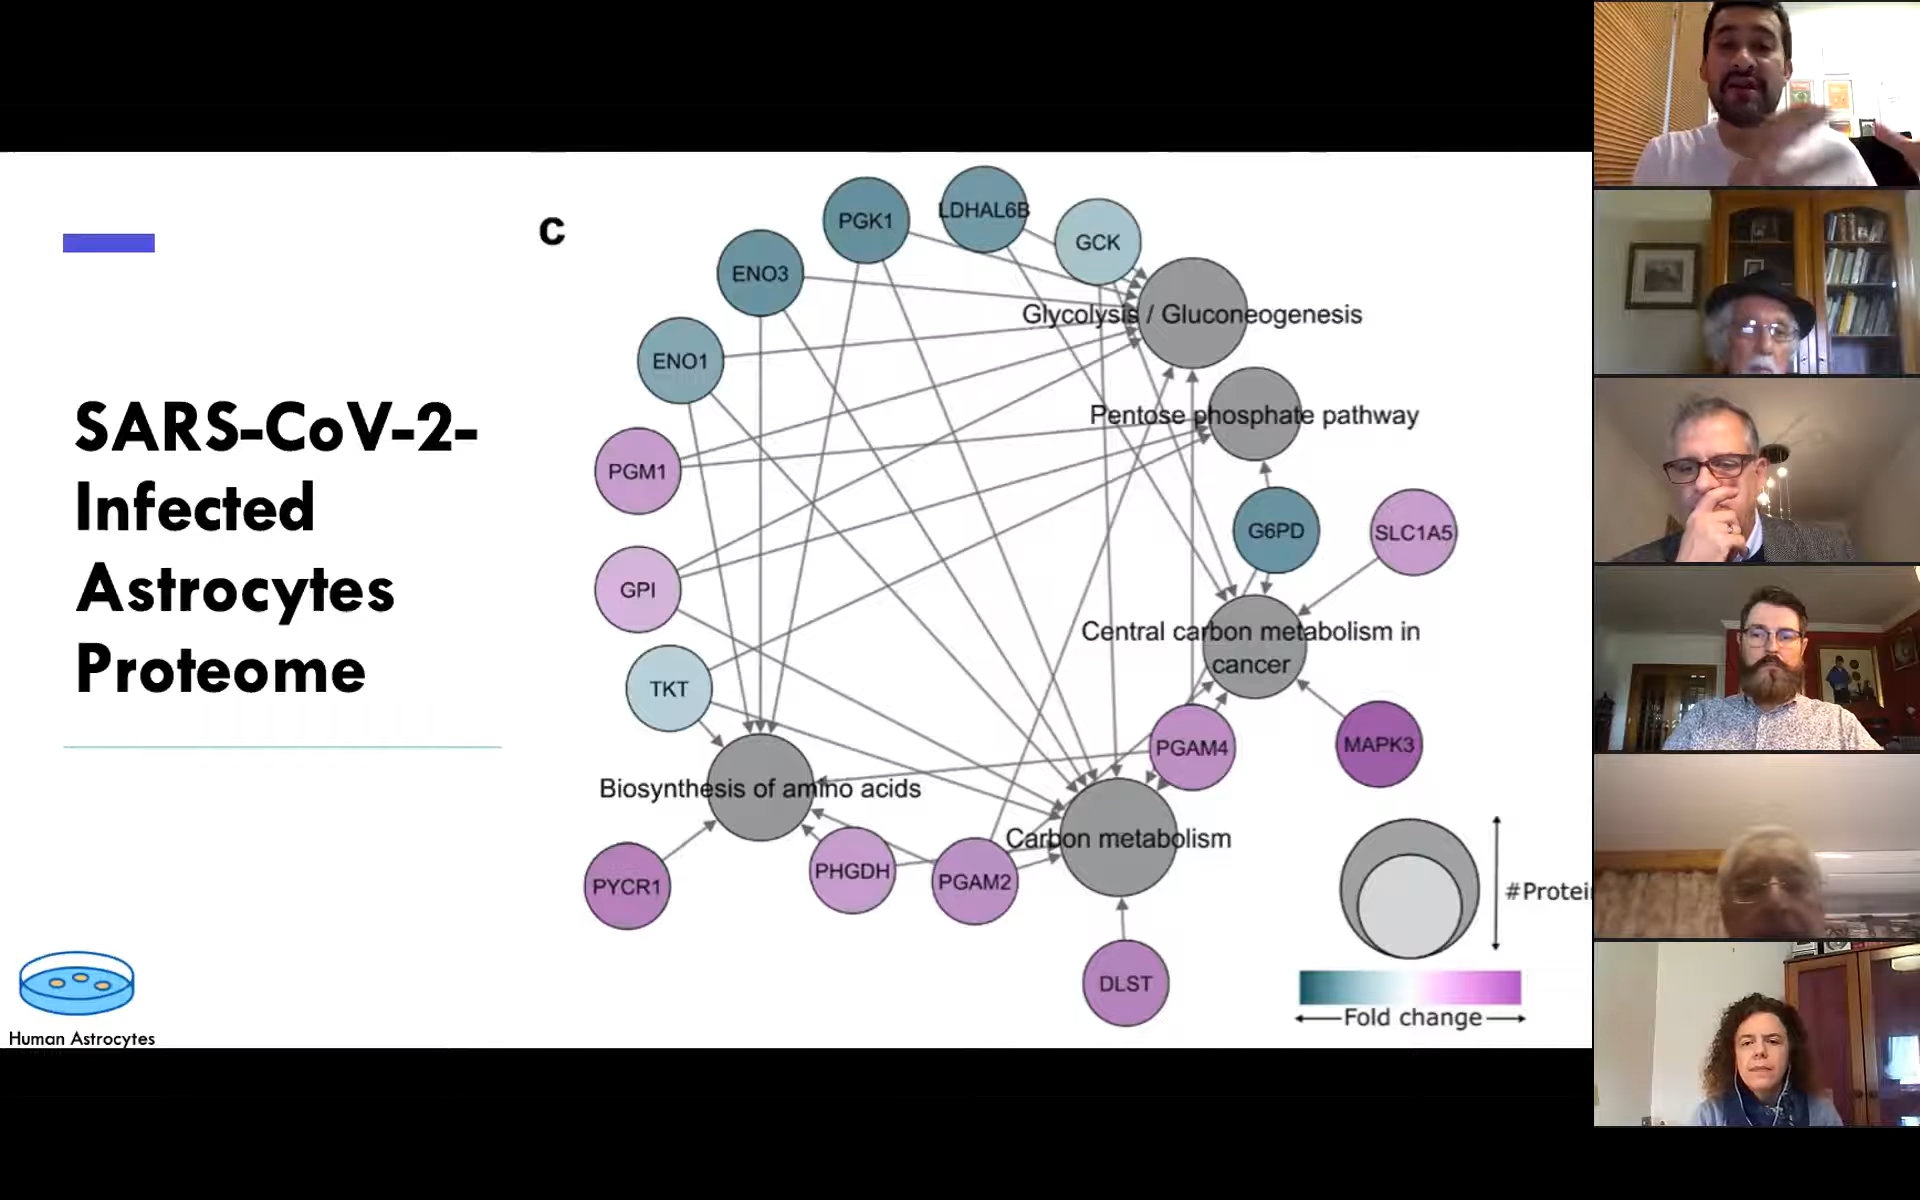 SARS-CoV-2-
Infected
Astrocytes
Proteome
Human Astrocytes
c
PGK1
LDHAL6B
GCK
ENO3
Glycolysis / Gluconeogenesis
ENO1
Pentose phosphate pathway
PGM1
G6PD
SLC1A5
GPI
Central carbon metabolism in
cancer
TKT
PGAM4
MAPK3
Biosynthesis of amino acids
Carbon metabolism
PYCR1
PHGDH
PGAM2
#Protei
DLST
Fold change